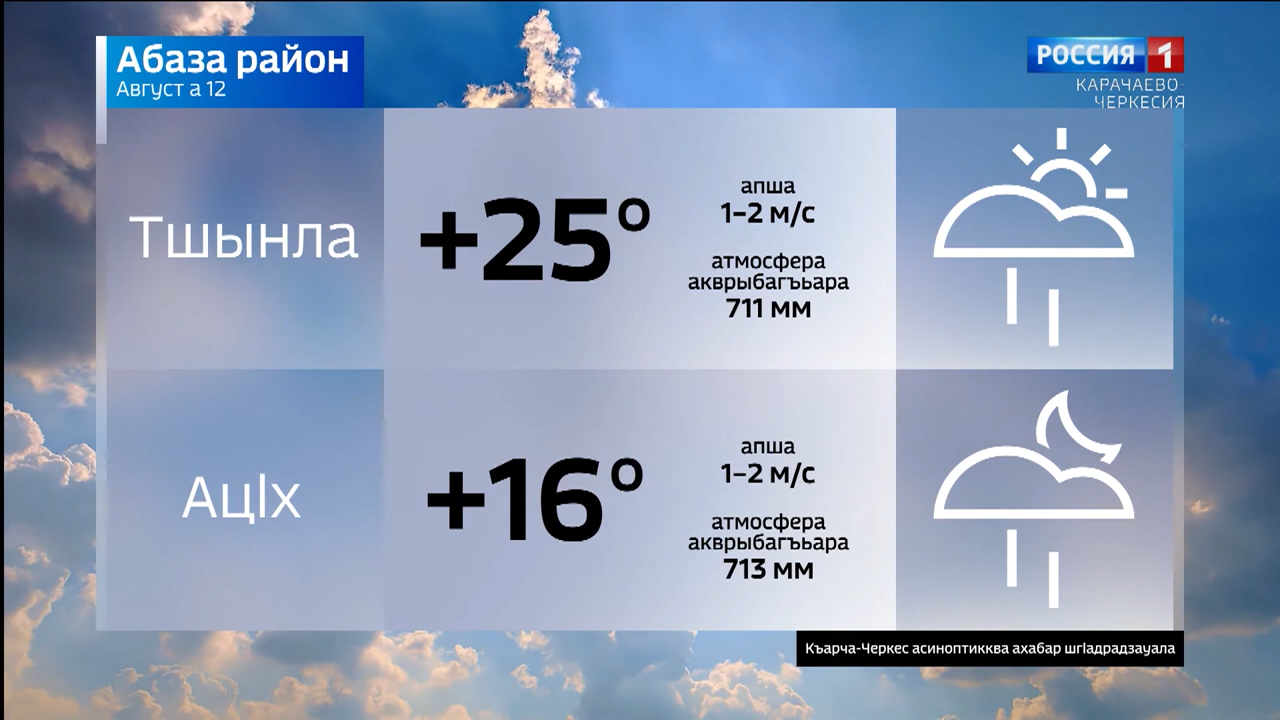 Абаза район
Август а 12
РОССИЯ 1
КАРАЧАЕВО-
ЧЕРКЕСИЯ
Тшынла
+25°
апша
1–2 м/с
атмосфера
акврыбагъьара
711 мм
АцӀх
+16°
апша
1–2 м/с
атмосфера
акврыбагъьара
713 мм
Къарча-Черкес асиноптикква ахабар шгӀадрадзауала